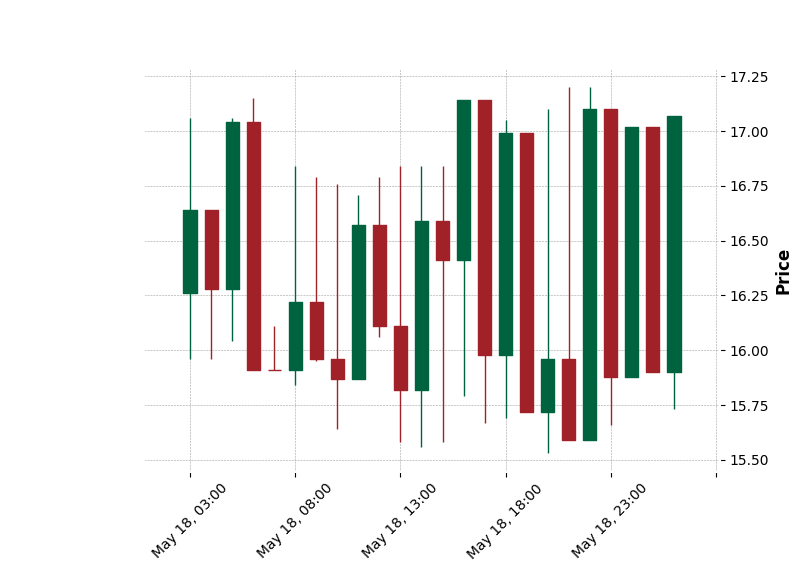 17.25
17.00
16.75
16.50
16.25
16.00
15.75
15.50
Price
May 18, 03:00
May 18, 08:00
May 18, 13:00
May 18, 18:00
May 18, 23:00